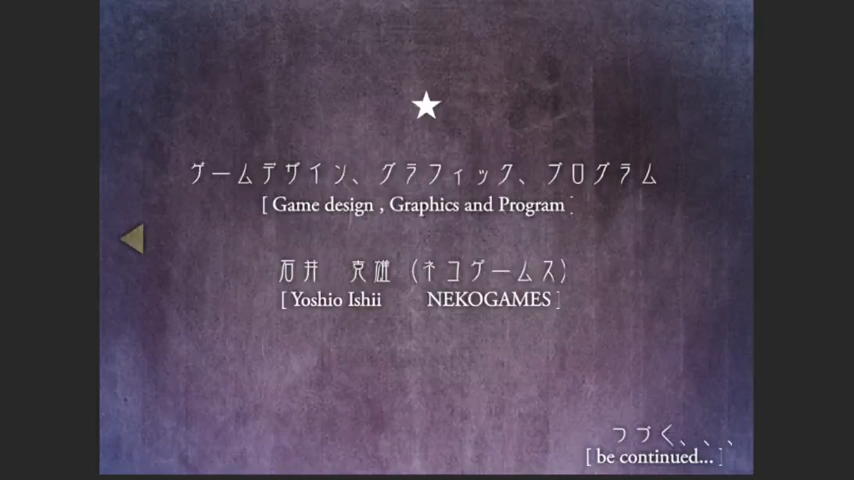 ゲームデザイン、グラフィック、プログラム
[ Game design , Graphics and Program ]
石井 克雄 (ネコゲームス)
[ Yoshio Ishii NEKOGAMES ]
つづく、、、
[ be continued... ]